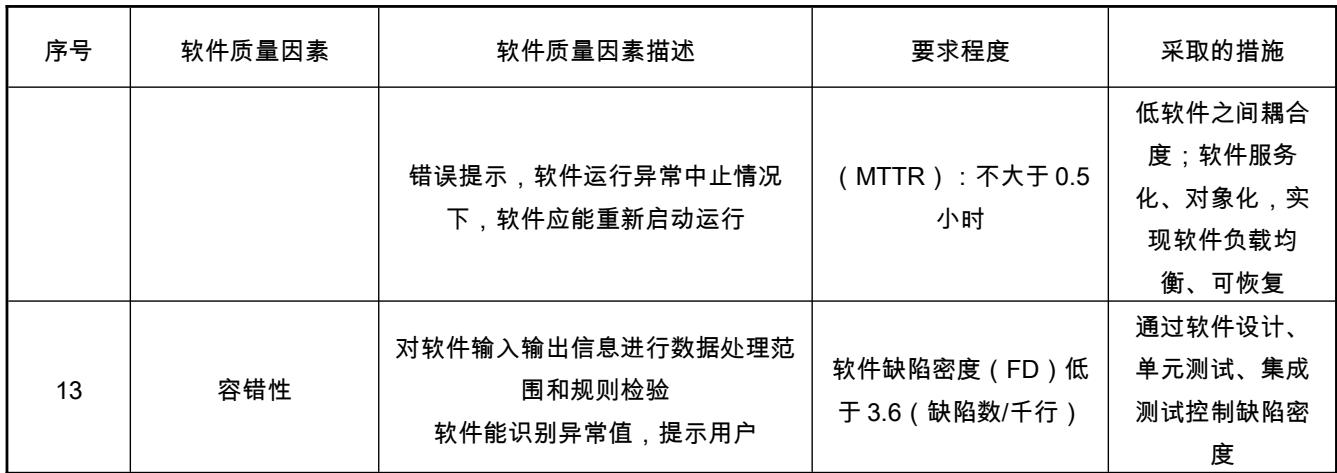 序号 软件质量因素 软件质量因素描述 要求程度 采取的措施
错误提示，软件运行异常中止情况
下，软件应能重新启动运行
（MTTR）：不大于 0.5
小时
低软件之间耦合
度；软件服务
化、对象化，实
现软件负载均
衡、可恢复
13
容错性
对软件输入输出信息进行数据处理范
围和规则检验
软件能识别异常值，提示用户
软件缺陷密度（FD）低
于 3.6（缺陷数/千行）
通过软件设计、
单元测试、集成
测试控制缺陷密
度